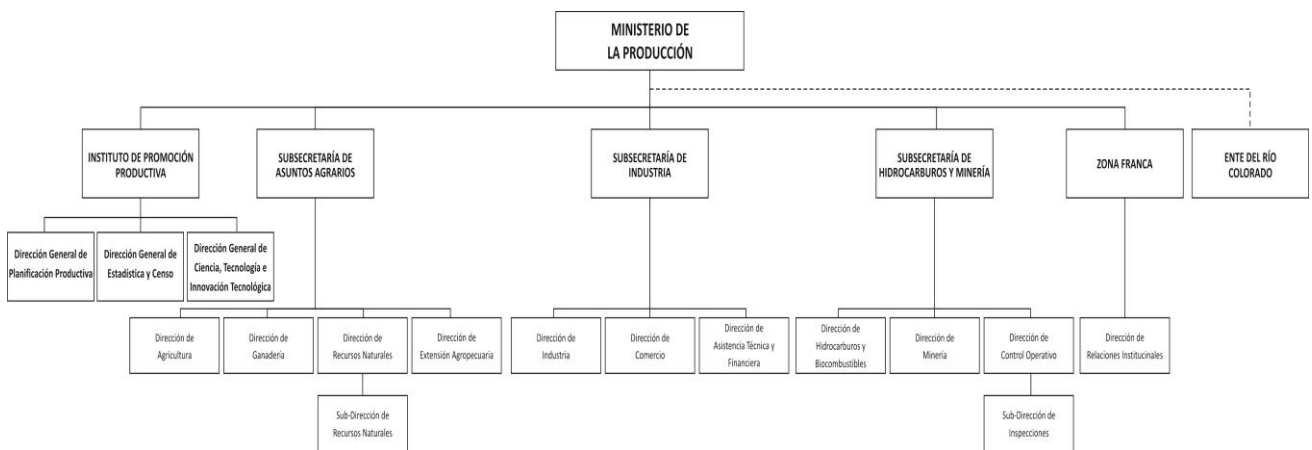 MINISTERIO DE
LA PRODUCCIÓN
INSTITUTO DE PROMOCIÓN
PRODUCTIVA
SUBSECRETARÍA DE
ASUNTOS AGRARIOS
SUBSECRETARÍA DE
INDUSTRIA
SUBSECRETARÍA DE
HIDROCARBUROS Y MINERÍA
ZONA FRANCA
ENTE DEL RÍO
COLORADO
Dirección General de
Planificación Productiva
Dirección General de
Estadística y Censo
Dirección General de
Ciencia, Tecnología e
Innovación Tecnológica
Dirección de
Agricultura
Dirección de
Ganadería
Dirección de
Recursos Naturales
Dirección de
Extensión Agropecuaria
Dirección de
Industria
Dirección de
Comercio
Dirección de
Asistencia Técnica y
Financiera
Dirección de
Hidrocarburos y
Biocombustibles
Dirección de
Minería
Dirección de
Control Operativo
Dirección de
Relaciones Institucinales
Sub-Dirección de
Recursos Naturales
Sub-Dirección de
Inspecciones